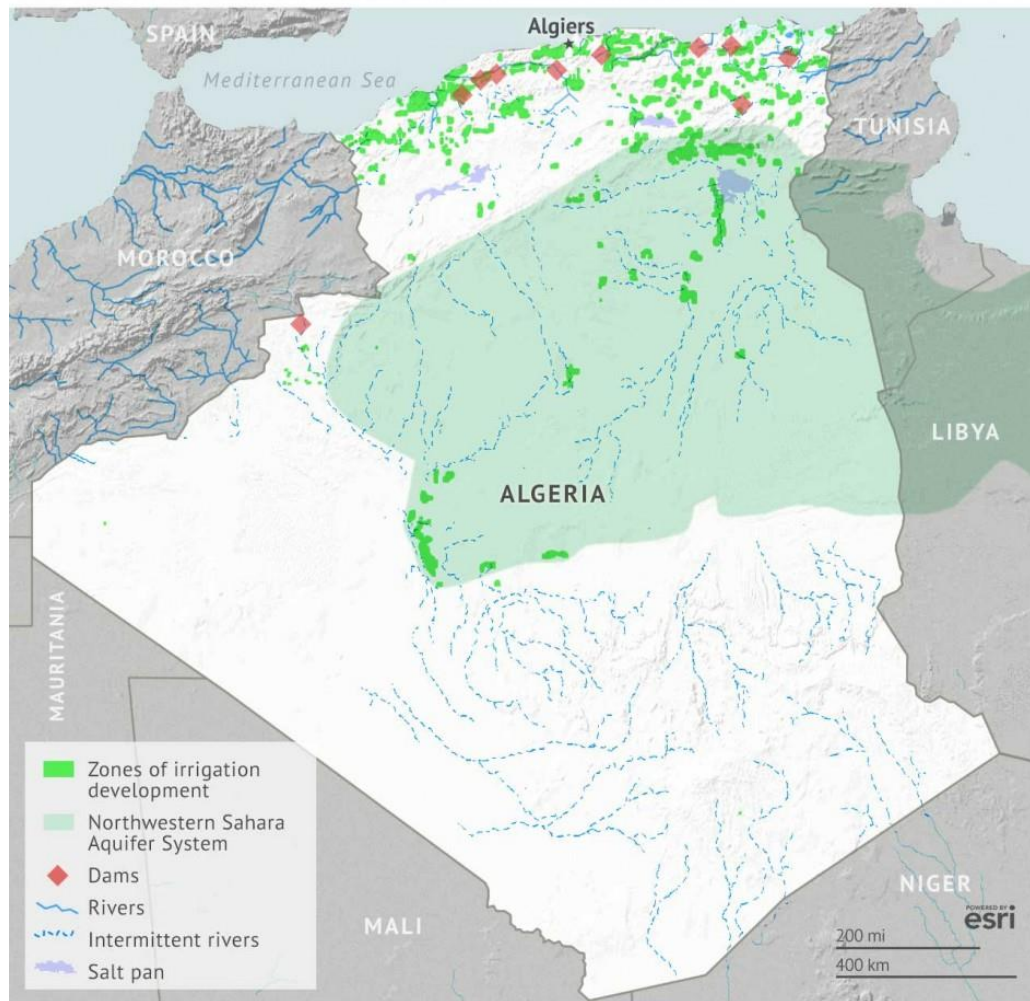 SPAIN
Algiers
Mediterranean Sea
TUNISIA
MOROCCO
LIBYA
ALGERIA
MAURITANIA
Zones of irrigation
development
Northwestern Sahara
Aquifer System
Dams
Rivers
Intermittent rivers
Salt pan
MALI
NIGER
POWERED BY
esri
200 mi
400 km